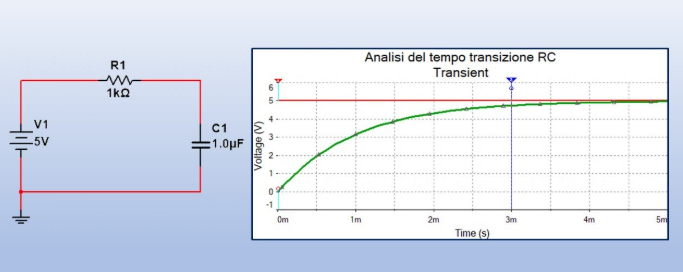 R1
1kΩ
V1
5V
C1
1.0µF
Analisi del tempo transizione RC
Transient
Voltage (V)
6
5
4
3
2
1
0
-1
0m 1m 2m 3m 4m 5m
Time (s)